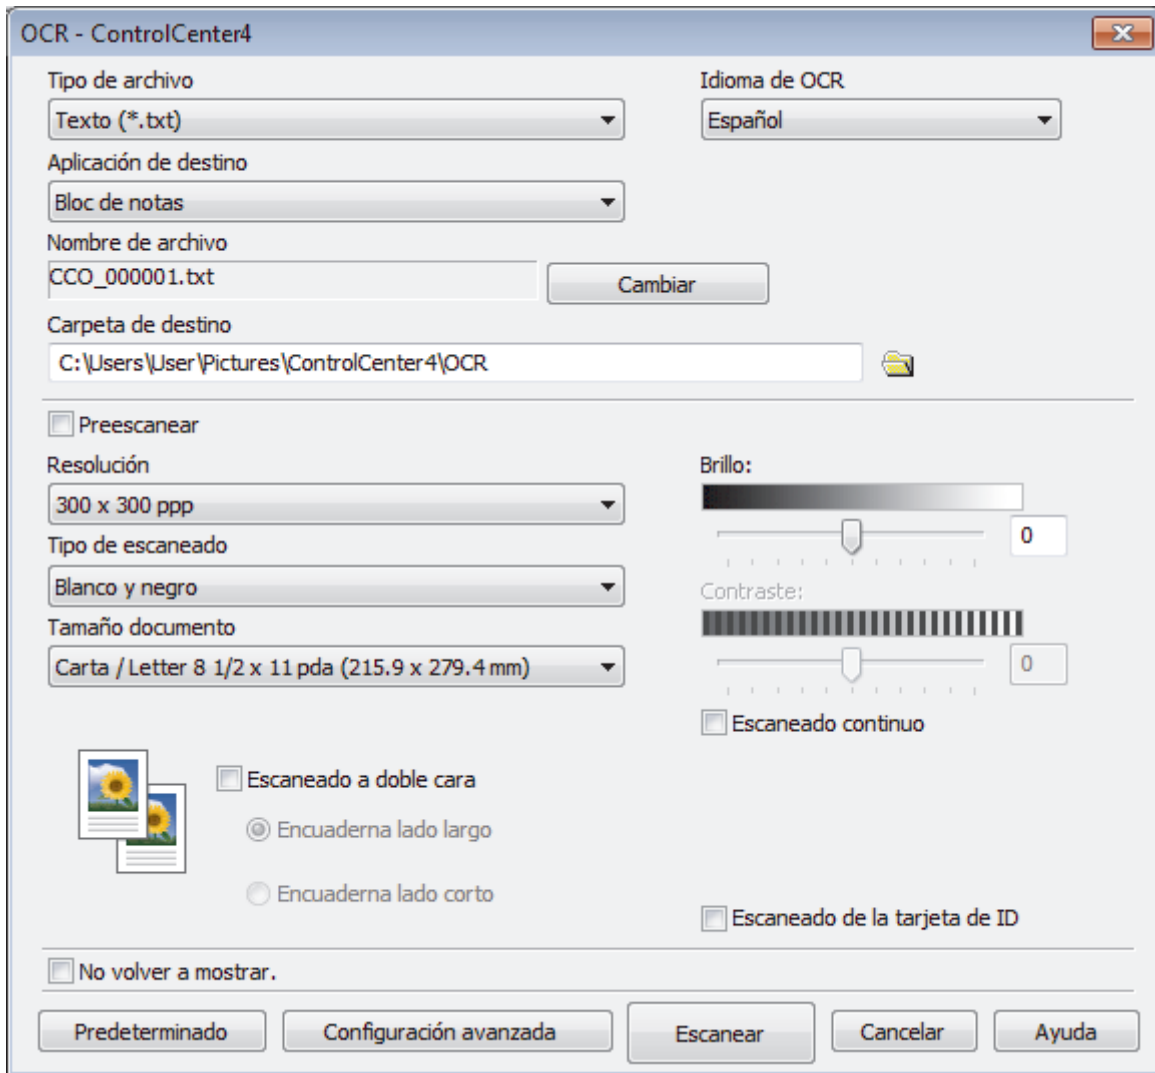 OCR - ControlCenter4
Tipo de archivo
Texto (*.txt)
Idioma de OCR
Español
Aplicación de destino
Bloc de notas
Nombre de archivo
CCO_000001.txt
Cambiar
Carpeta de destino
C:\Users\User\Pictures\ControlCenter4\OCR
Preescanear
Resolución
300 x 300 ppp
Tipo de escaneado
Blanco y negro
Tamaño documento
Carta / Letter 8 1/2 x 11 pda (215.9 x 279.4 mm)
Brillo:
0
Contraste:
0
Escaneado continuo
Escaneado a doble cara
Encuaderna lado largo
Encuaderna lado corto
Escaneado de la tarjeta de ID
No volver a mostrar.
Predeterminado
Configuración avanzada
Escanear
Cancelar
Ayuda